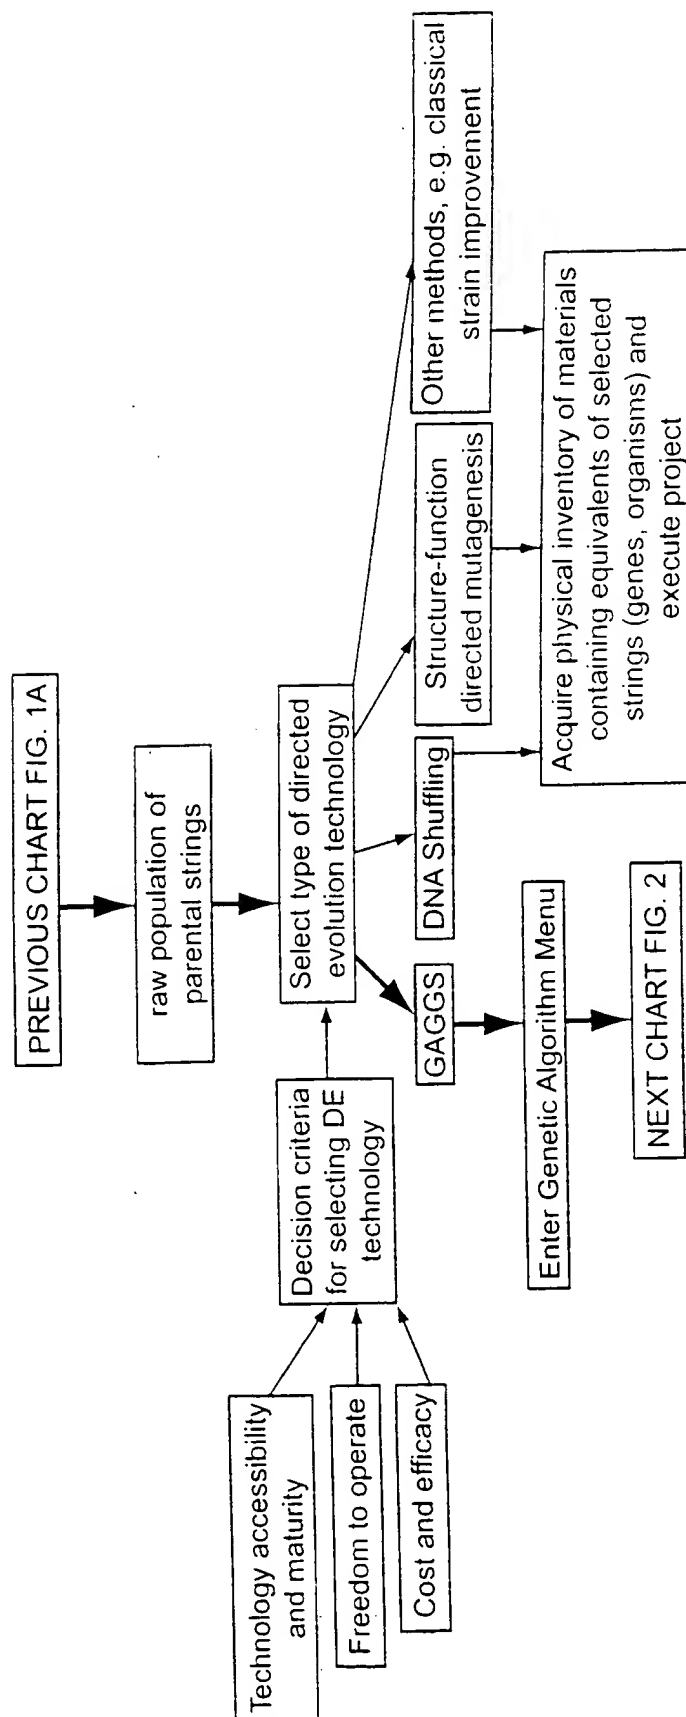 PREVIOUS CHART FIG. 1A
raw population of
parental strings
Technology accessibility
and maturity
Freedom to operate
Cost and efficacy
Decision criteria
for selecting DE
technology
Select type of directed
evolution technology
GAGGS
DNA Shuffling
Structure-function
directed mutagenesis
Other methods, e.g. classical
strain improvement
Enter Genetic Algorithm Menu
NEXT CHART FIG. 2
Acquire physical inventory of materials
containing equivalents of selected
strings (genes, organisms) and
execute project